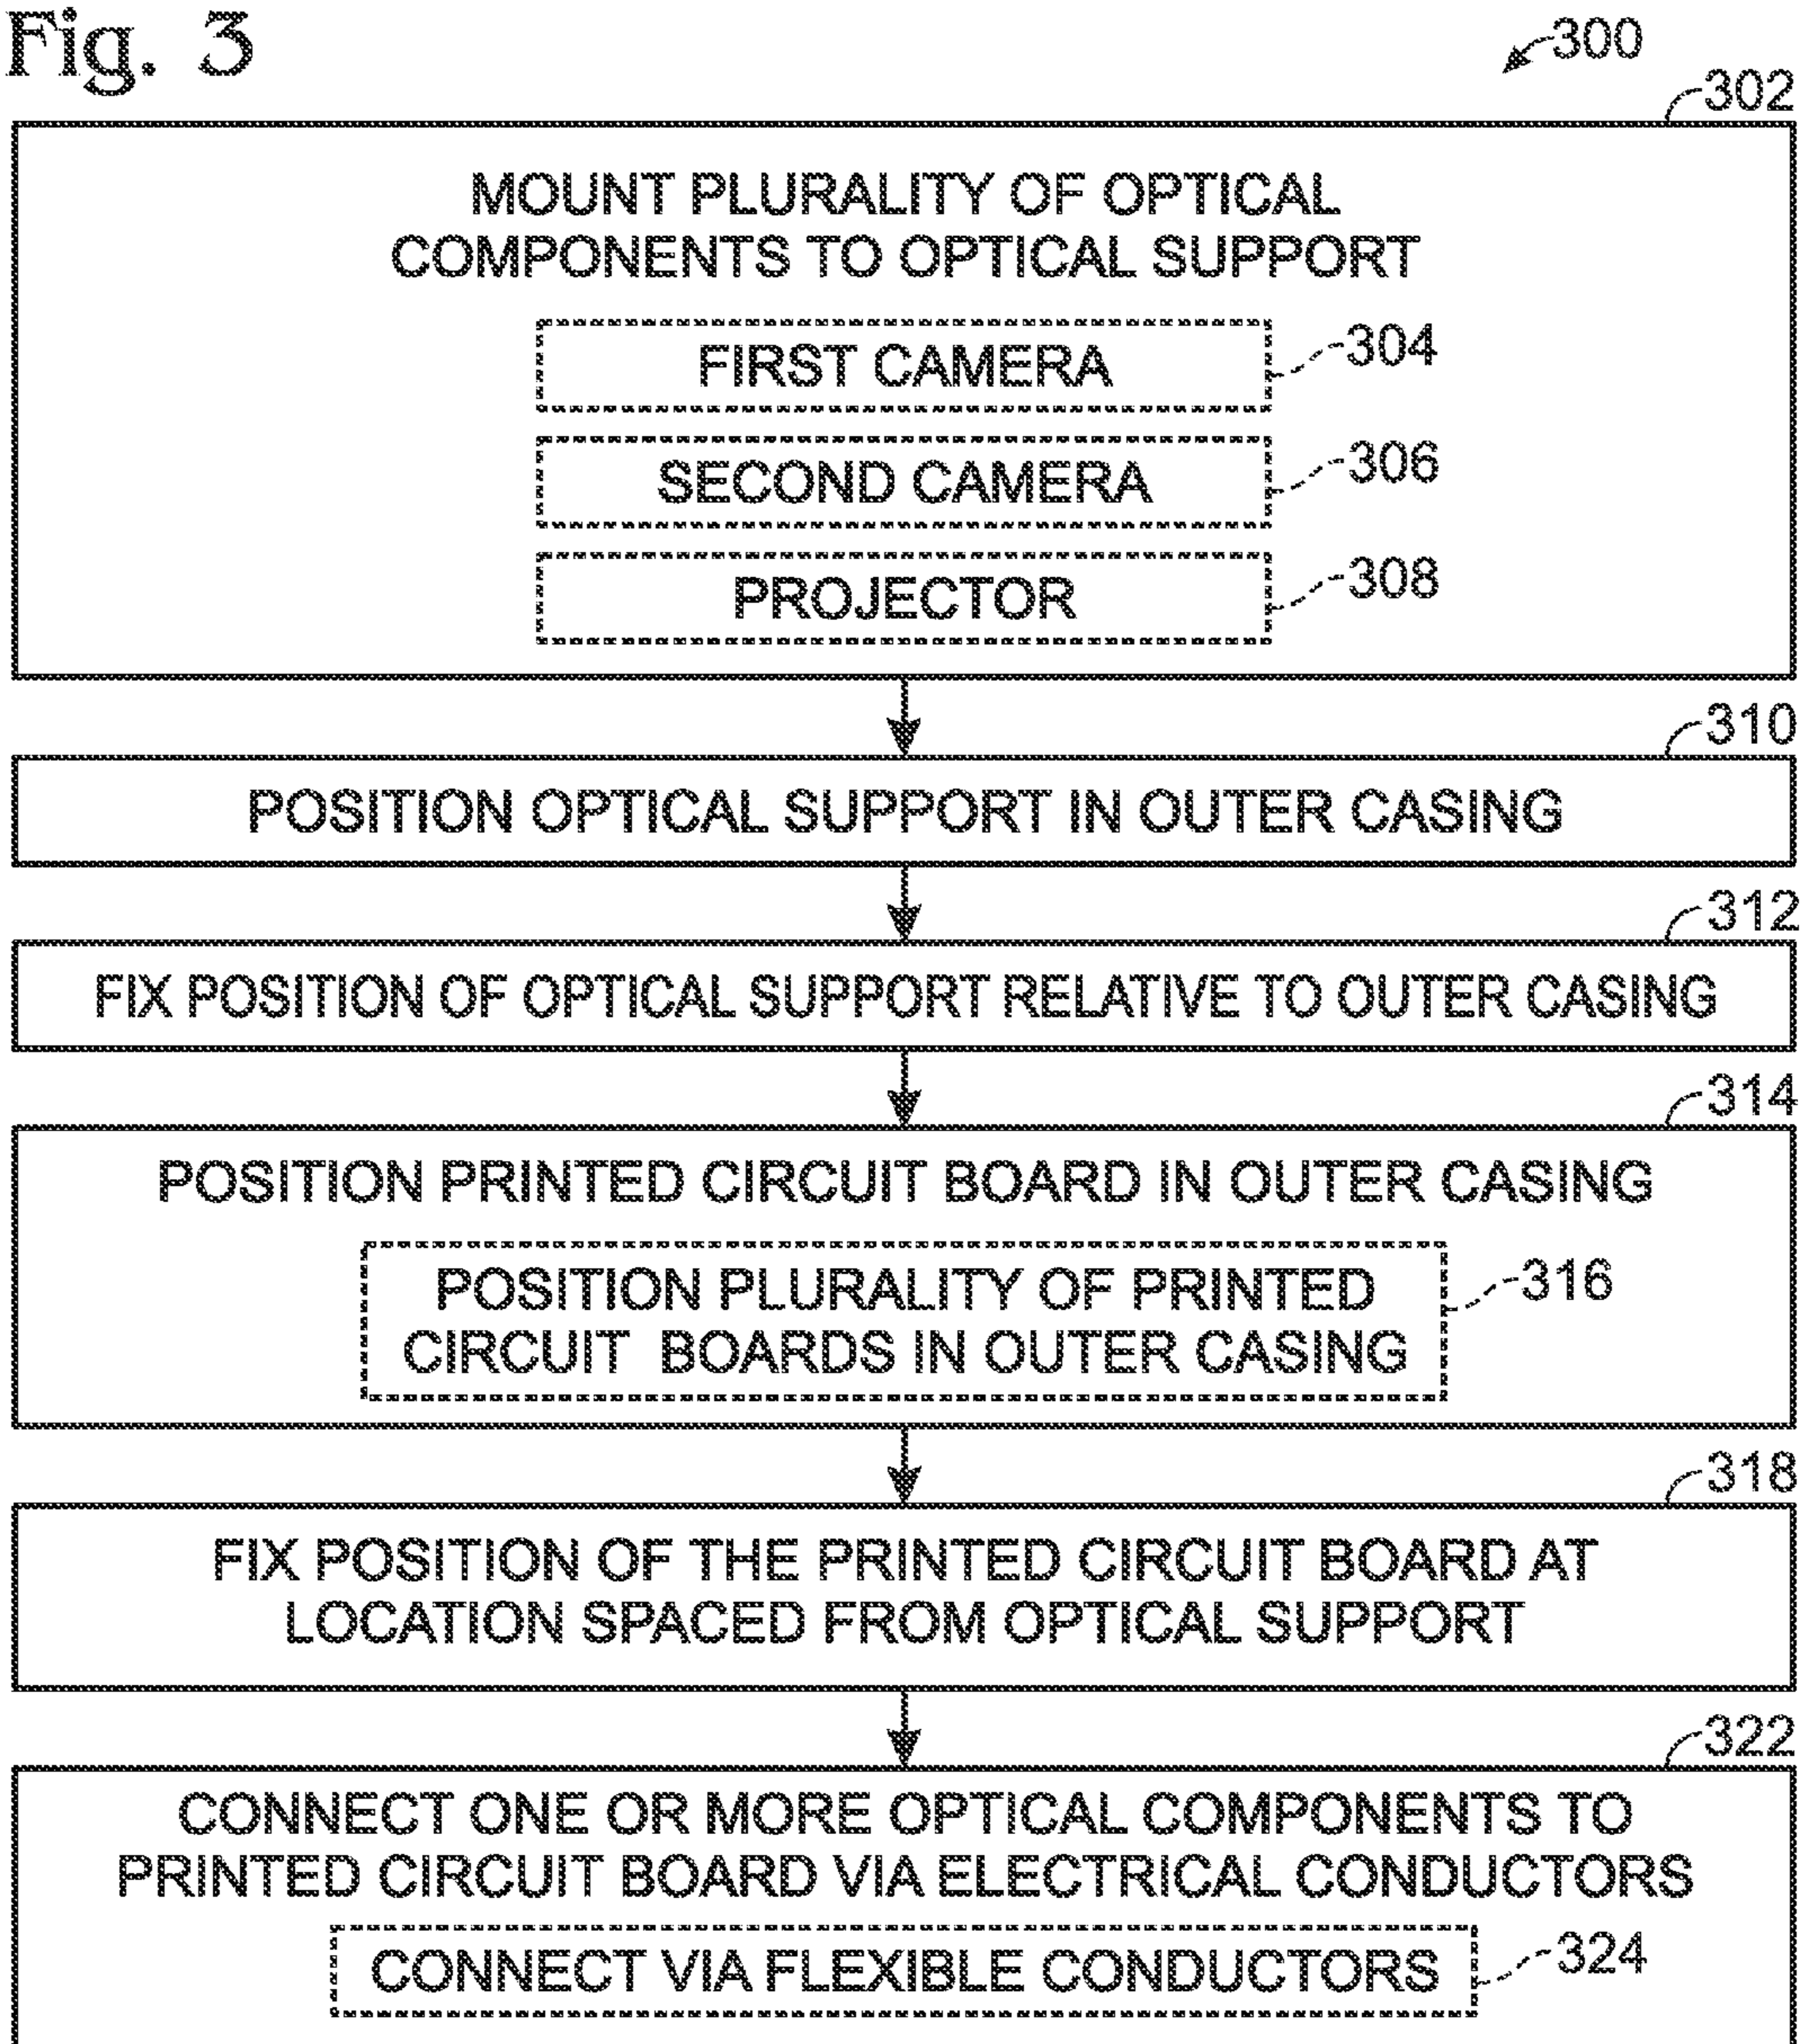 Fig. 3
300
302
MOUNT PLURALITY OF OPTICAL
COMPONENTS TO OPTICAL SUPPORT
FIRST CAMERA
304
SECOND CAMERA
306
PROJECTOR
308
310
POSITION OPTICAL SUPPORT IN OUTER CASING
312
FIX POSITION OF OPTICAL SUPPORT RELATIVE TO OUTER CASING
314
POSITION PRINTED CIRCUIT BOARD IN OUTER CASING
POSITION PLURALITY OF PRINTED
CIRCUIT BOARDS IN OUTER CASING
316
318
FIX POSITION OF THE PRINTED CIRCUIT BOARD AT
LOCATION SPACED FROM OPTICAL SUPPORT
322
CONNECT ONE OR MORE OPTICAL COMPONENTS TO
PRINTED CIRCUIT BOARD VIA ELECTRICAL CONDUCTORS
CONNECT VIA FLEXIBLE CONDUCTORS
324